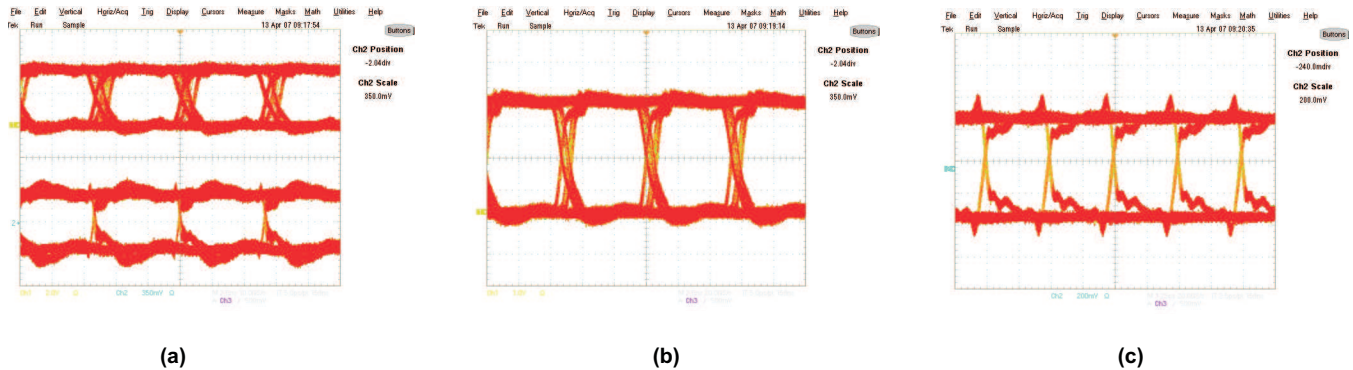 File Edit Vertical Horiz/Acq Trig Display Cursors Measure Masks Math Utilities Help
Tek Run Sample 13 Apr 07 09:17:54
Buttons
Ch2 Position
-2.04div
Ch2 Scale
350.0mV
Ch2 350mV Ω
Ch3
(a)
File Edit Vertical Horiz/Acq Trig Display Cursors Measure Masks Math Utilities Help
Tek Run Sample 13 Apr 07 09:19:14
Buttons
Ch2 Position
-2.04div
Ch2 Scale
350.0mV
Ch3
(b)
File Edit Vertical Horiz/Acq Trig Display Cursors Measure Masks Math Utilities Help
Tek Run Sample 13 Apr 07 09:20:35
Buttons
Ch2 Position
-240.0mdiv
Ch2 Scale
200.0mV
Ch2 200mV Ω
Ch3
(c)